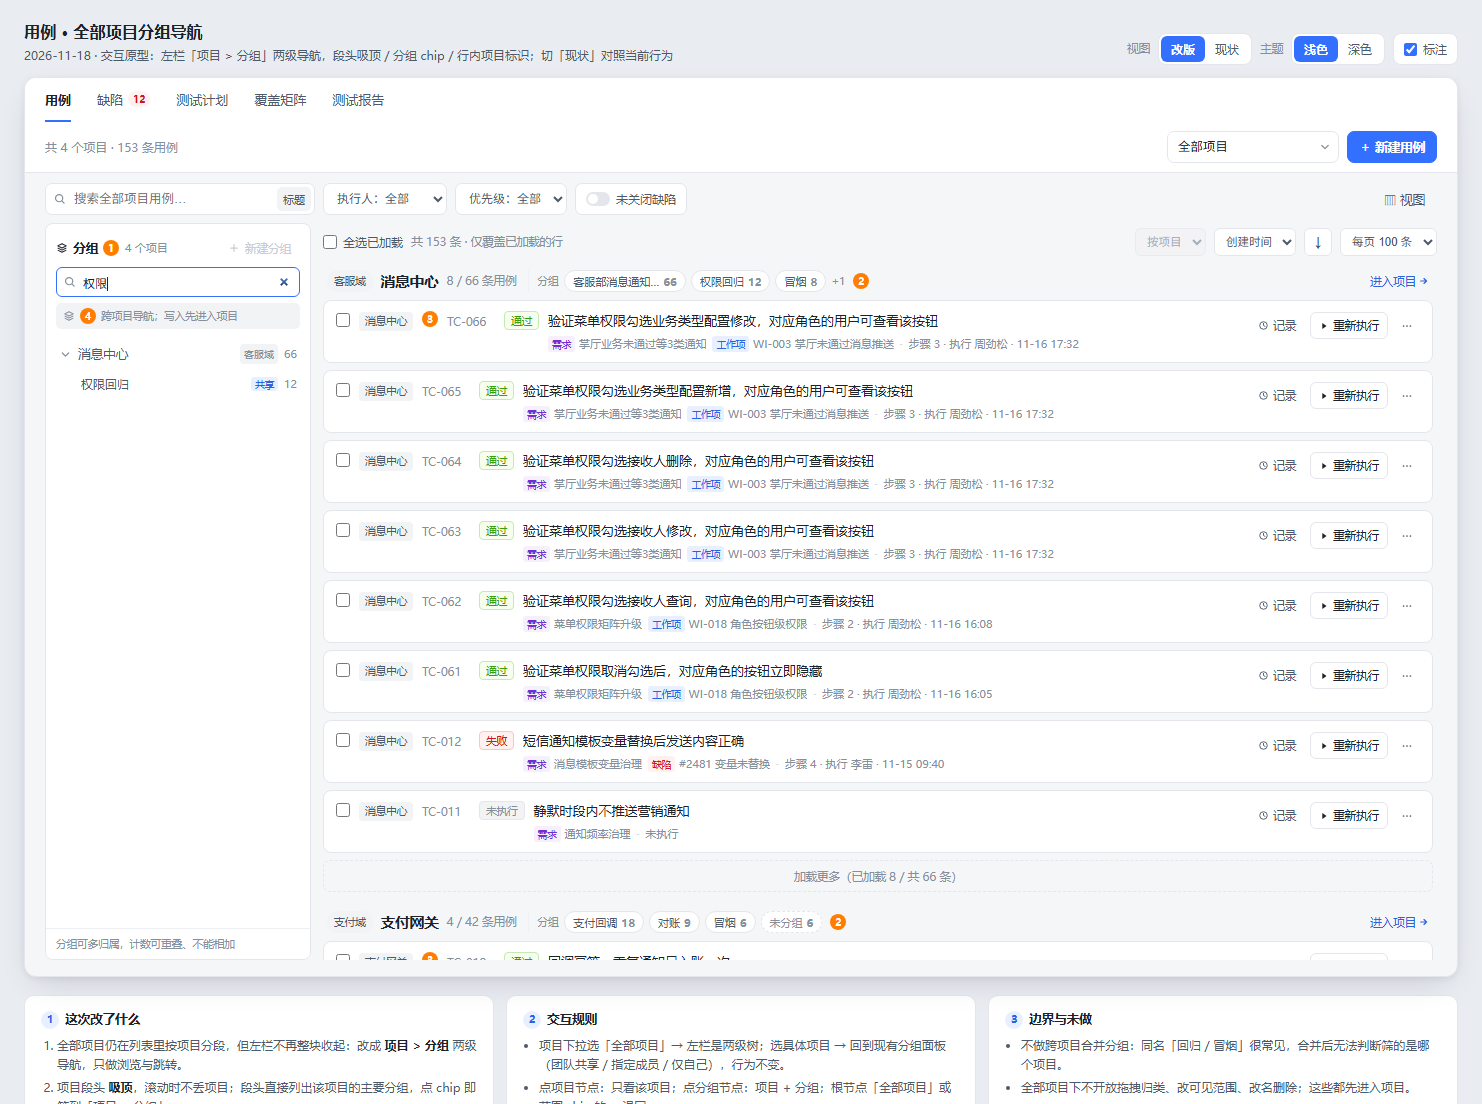 用例 • 全部项目分组导航
2026-11-18 · 交互原型：左栏「项目 > 分组」两级导航，段头吸顶 / 分组 chip / 行内项目标识；切「现状」对照当前行为
视图 改版 现状 主题 浅色 深色 标注
用例 缺陷 12 测试计划 覆盖矩阵 测试报告
共 4 个项目 · 153 条用例
全部项目
+ 新建用例
搜索全部项目用例… 标题
执行人：全部
优先级：全部
未关闭缺陷
视图
分组 1 4 个项目
+ 新建分组
权限 ×
4 跨项目导航；写入先进入项目
消息中心 客服域 66
权限回归 共享 12
分组可多归属，计数可重叠、不能相加
全选已加载 共 153 条 · 仅覆盖已加载的行
按项目 创建时间 ↓ 每页 100 条
客服域 消息中心 8 / 66 条用例 分组 客服部消息通知… 66 权限回归 12 冒烟 8 +1 2 进入项目 →
消息中心 3 TC-066 通过 验证菜单权限勾选业务类型配置修改，对应角色的用户可查看该按钮 记录 重新执行 ···
需求 掌厅业务未通过等3类通知 工作项 WI-003 掌厅未通过消息推送 · 步骤 3 · 执行 周劲松 · 11-16 17:32
消息中心 TC-065 通过 验证菜单权限勾选业务类型配置新增，对应角色的用户可查看该按钮 记录 重新执行 ···
需求 掌厅业务未通过等3类通知 工作项 WI-003 掌厅未通过消息推送 · 步骤 3 · 执行 周劲松 · 11-16 17:32
消息中心 TC-064 通过 验证菜单权限勾选接收人删除，对应角色的用户可查看该按钮 记录 重新执行 ···
需求 掌厅业务未通过等3类通知 工作项 WI-003 掌厅未通过消息推送 · 步骤 3 · 执行 周劲松 · 11-16 17:32
消息中心 TC-063 通过 验证菜单权限勾选接收人修改，对应角色的用户可查看该按钮 记录 重新执行 ···
需求 掌厅业务未通过等3类通知 工作项 WI-003 掌厅未通过消息推送 · 步骤 3 · 执行 周劲松 · 11-16 17:32
消息中心 TC-062 通过 验证菜单权限勾选接收人查询，对应角色的用户可查看该按钮 记录 重新执行 ···
需求 菜单权限矩阵升级 工作项 WI-018 角色按钮级权限 · 步骤 2 · 执行 周劲松 · 11-16 16:08
消息中心 TC-061 通过 验证菜单权限取消勾选后，对应角色的按钮立即隐藏 记录 重新执行 ···
需求 菜单权限矩阵升级 工作项 WI-018 角色按钮级权限 · 步骤 2 · 执行 周劲松 · 11-16 16:05
消息中心 TC-012 失败 短信通知模板变量替换后发送内容正确 记录 重新执行 ···
需求 消息模板变量治理 缺陷 #2481 变量未替换 · 步骤 4 · 执行 李雷 · 11-15 09:40
消息中心 TC-011 未执行 静默时段内不推送营销通知 记录 重新执行 ···
需求 通知频率治理 · 未执行
加载更多（已加载 8 / 共 66 条）
支付域 支付网关 4 / 42 条用例 分组 支付回调 18 对账 9 冒烟 6 未分组 6 2 进入项目 →
1 这次改了什么
1. 全部项目仍在列表里按项目分段，但左栏不再整块收起：改成 项目 > 分组 两级
导航，只做浏览与跳转。
2. 项目段头 吸顶，滚动时不丢项目；段头直接列出该项目的主要分组，点 chip 即
2 交互规则
• 项目下拉选「全部项目」→ 左栏是两级树；选具体项目 → 回到现有分组面板
（团队共享 / 指定成员 / 仅自己），行为不变。
• 点项目节点：只看该项目；点分组节点：项目 + 分组；根节点「全部项目」或
3 边界与未做
• 不做跨项目合并分组：同名「回归 / 冒烟」很常见，合并后无法判断筛的是哪
个项目。
• 全部项目下不开放拖拽归类、改可见范围、改名删除；这些都先进入项目。